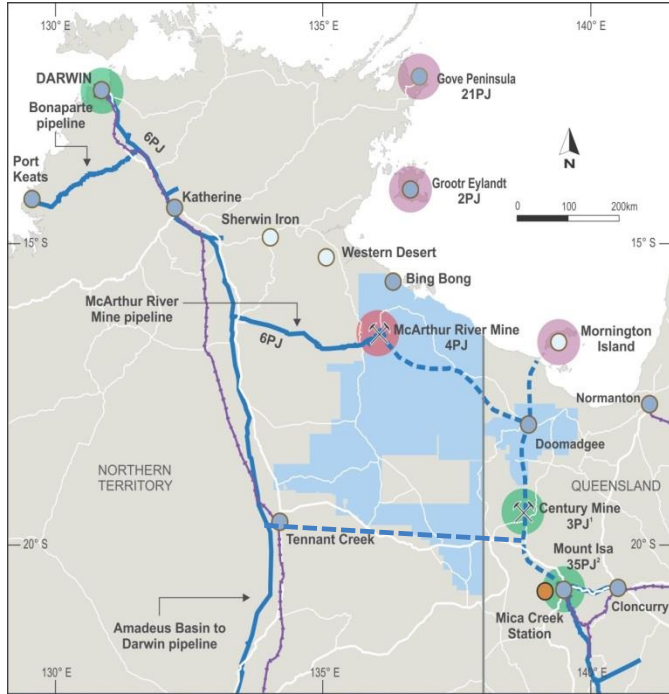 130° E
135° E
140° E
DARWIN
Bonaparte
pipeline
6PJ
Gove Peninsula
21PJ
Port
Keats
Katherine
Grootr Eylandt
2PJ
N
0 100 200km
Sherwin Iron
15°S
15°S
Western Desert
Bing Bong
McArthur River
Mine pipeline
6PJ
McArthur River Mine
4PJ
Mornington
Island
Normanton
Doomadgee
NORTHERN
TERRITORY
QUEENSLAND
Century Mine
3PJ¹
Tennant Creek
20°S
20°S
Mount Isa
35PJ²
Mica Creek
Station
Cloncurry
Amadeus Basin to
Darwin pipeline
130° E
135° E
140° E